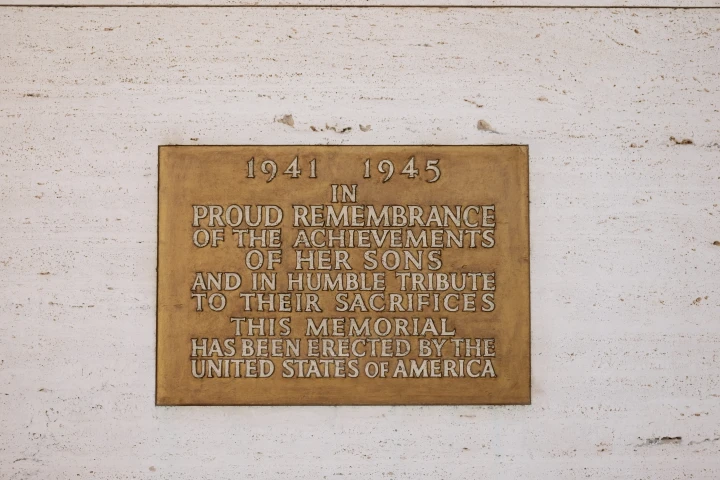 1941 1945
IN
PROUD REMEMBRANCE
OF THE ACHIEVEMENTS
OF HER SONS
AND IN HUMBLE TRIBUTE
TO THEIR SACRIFICES
THIS MEMORIAL
HAS BEEN ERECTED BY THE
UNITED STATES OF AMERICA